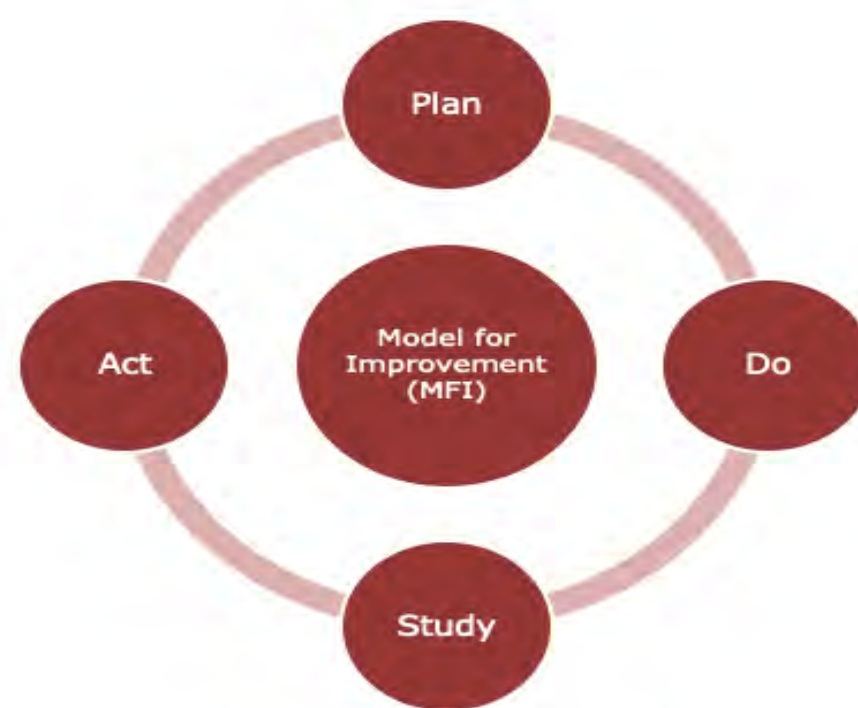 Plan
Act
Model for
Improvement
(MFI)
Do
Study